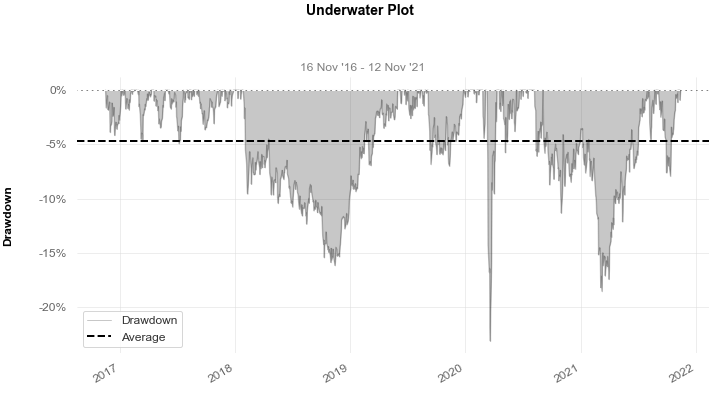 Underwater Plot
16 Nov '16 - 12 Nov '21
0%
-5%
-10%
-15%
-20%
Drawdown
Drawdown
Average
2017
2018
2019
2020
2021
2022